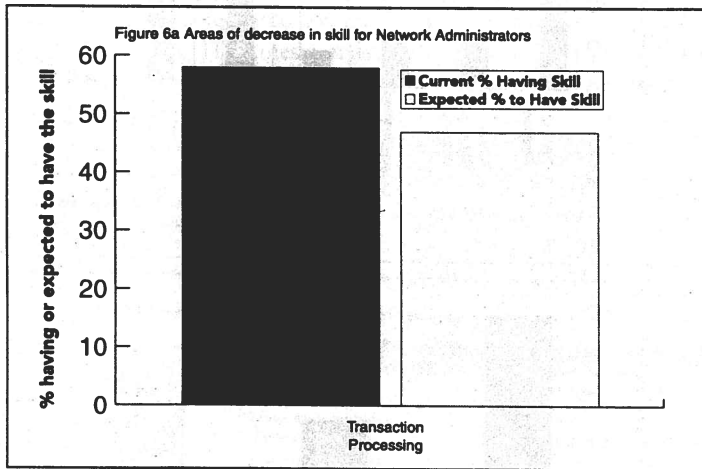 Figure 6a Areas of decrease in skill for Network Administrators
Current % Having Skill
Expected % to Have Skill
% having or expected to have the skill
60
50
40
30
20
10
0
Transaction
Processing